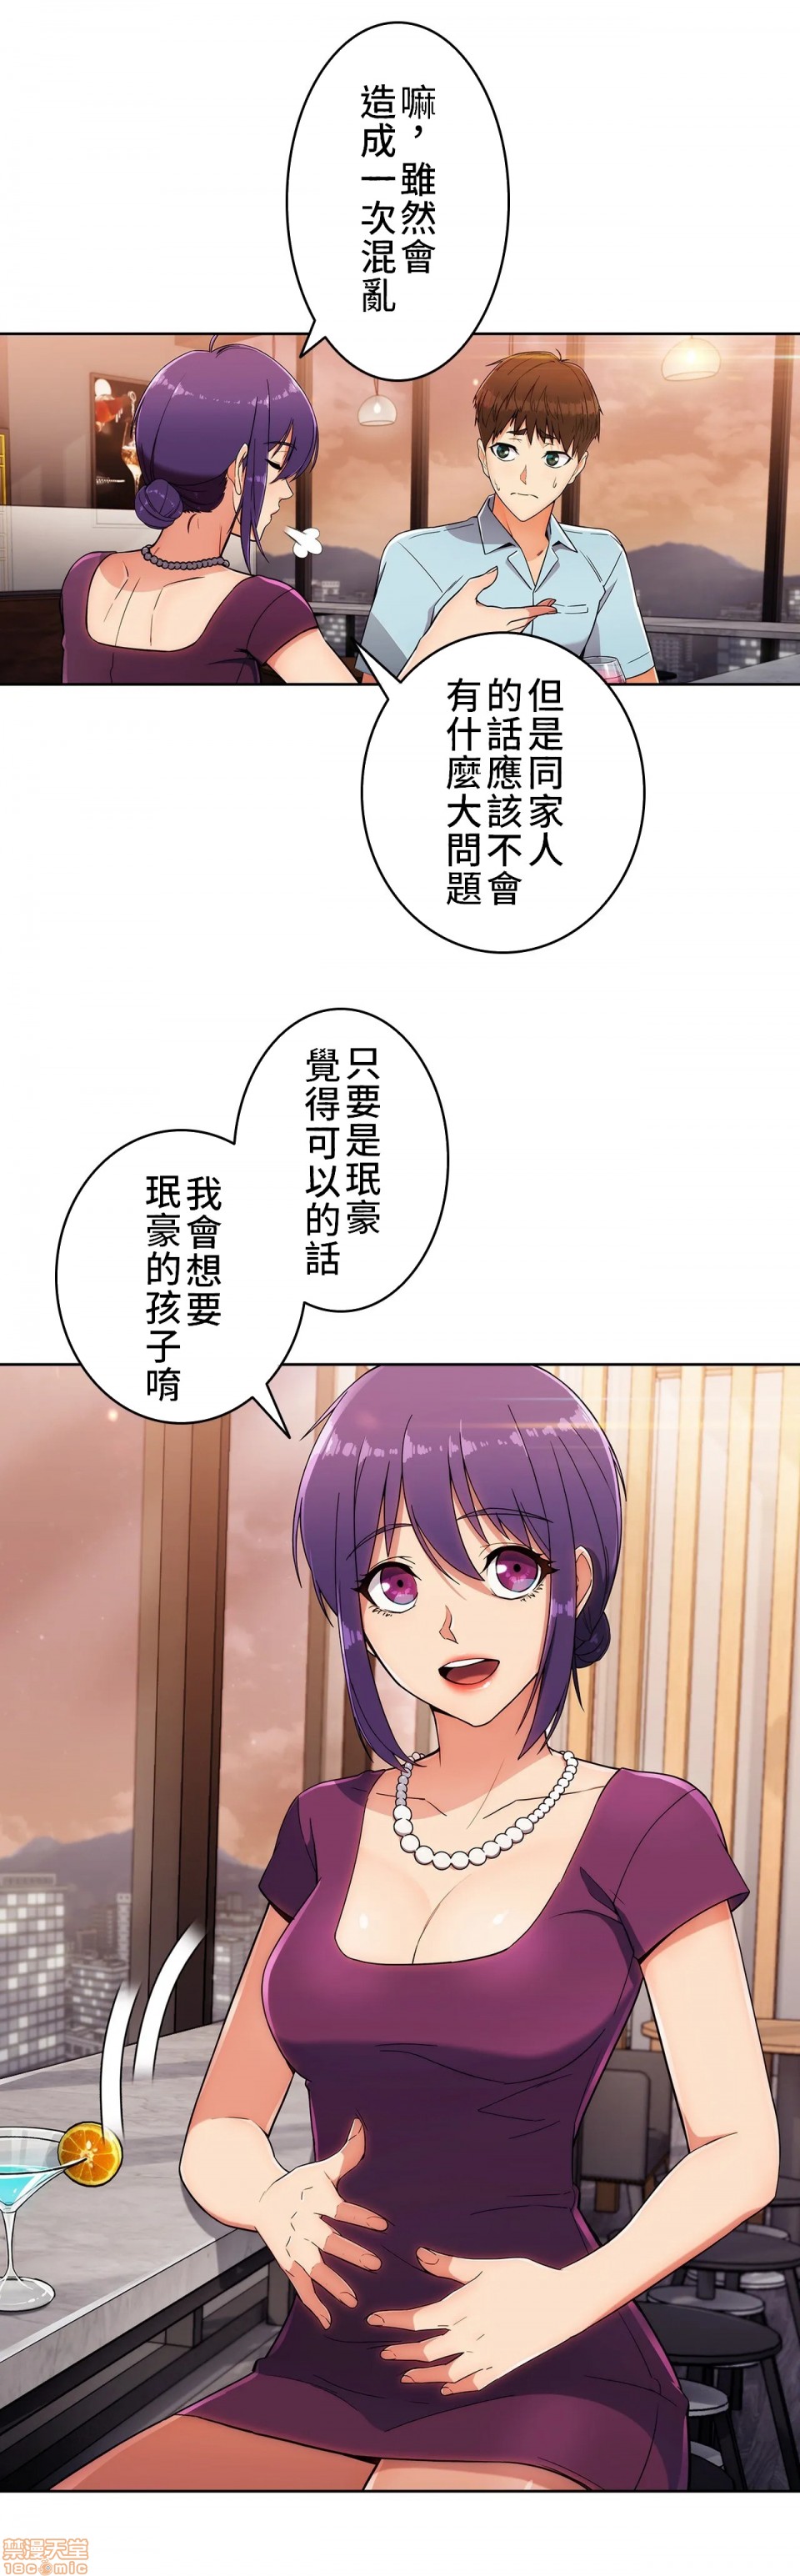 嘛，雖然會
造成一次混亂
但是同家人
的話應該不會
有什麼大問題
只要是珉豪
覺得可以的話
我會想要
珉豪的孩子唷
禁漫天堂
18comic